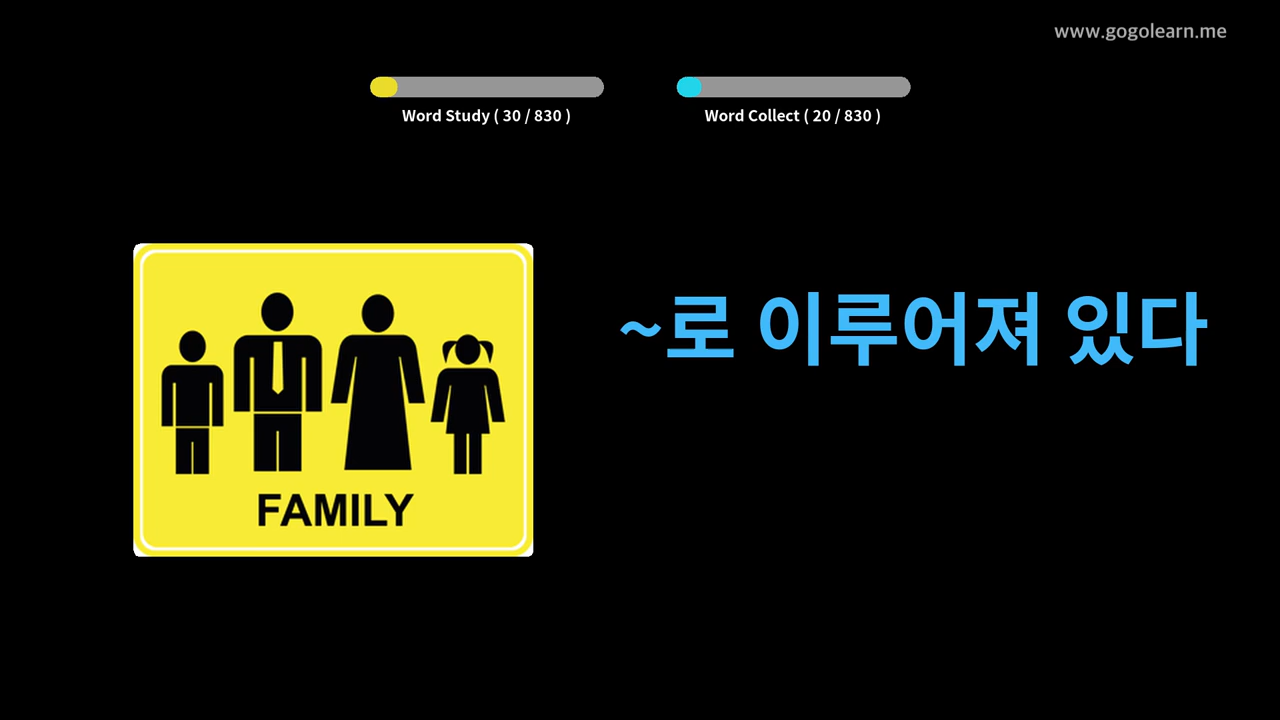 www.gogolearn.me
Word Study ( 30 / 830 )
Word Collect ( 20 / 830 )
~로 이루어져 있다
FAMILY